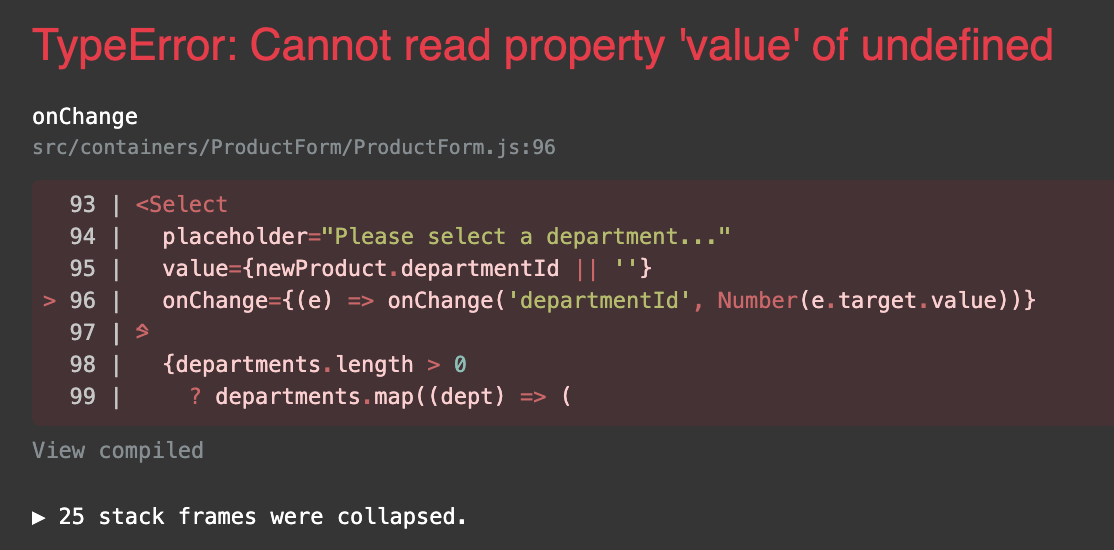 TypeError: Cannot read property 'value' of undefined
onChange
src/containers/ProductForm/ProductForm.js:96
93 | <Select
94 |   placeholder="Please select a department..."
95 |   value={newProduct.departmentId || ''}
> 96 |   onChange={(e) => onChange('departmentId', Number(e.target.value))}
97 | >
98 |   {departments.length > 0
99 |     ? departments.map((dept) => (
View compiled
▶ 25 stack frames were collapsed.